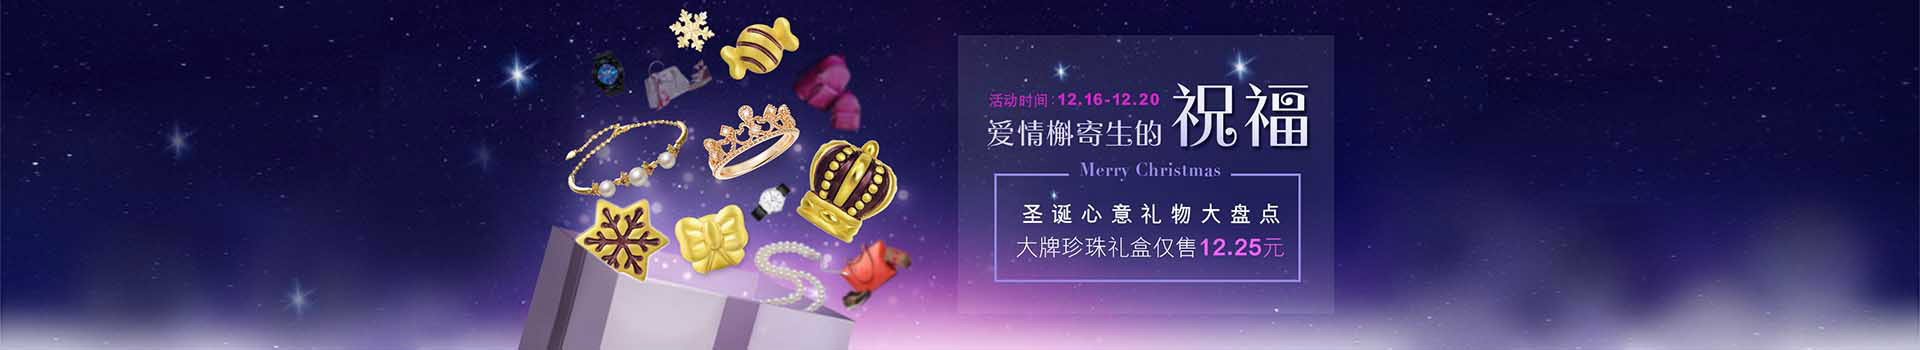 活动时间：12.16-12.20
爱情槲寄生的祝福
Merry Christmas
圣诞心意礼物大盘点
大牌珍珠礼盒仅售12.25元